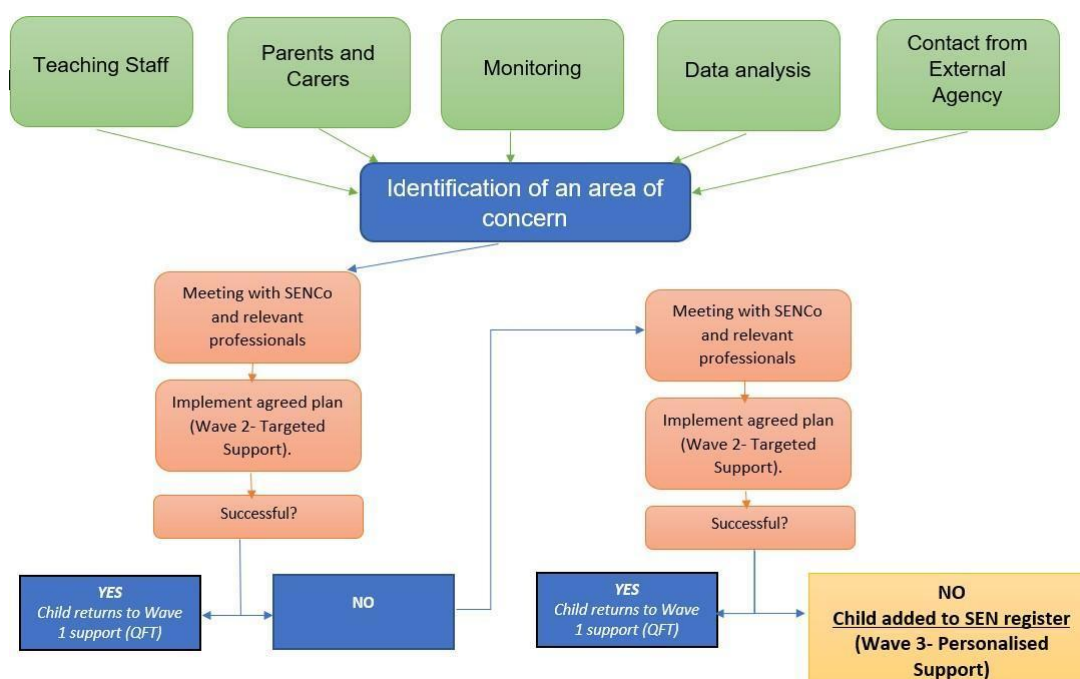 Teaching Staff
Parents and
Carers
Monitoring
Data analysis
Contact from
External
Agency
Identification of an area of
concern
Meeting with SENCo
and relevant
professionals
Implement agreed plan
(Wave 2- Targeted
Support).
Successful?
YES
Child returns to Wave
1 support (QFT)
NO
Meeting with SENCo
and relevant
professionals
Implement agreed plan
(Wave 2- Targeted
Support).
Successful?
YES
Child returns to Wave
1 support (QFT)
NO
Child added to SEN register
(Wave 3- Personalised
Support)